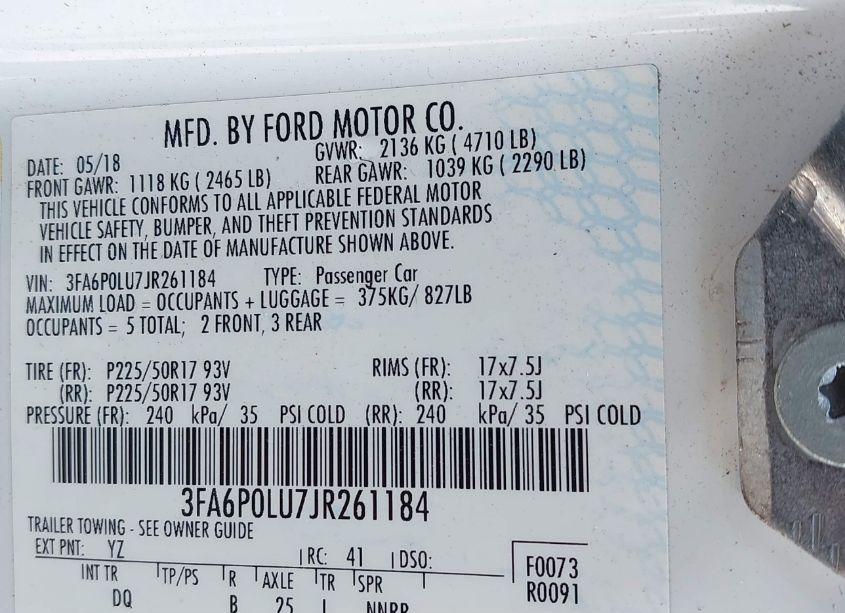 MFD. BY FORD MOTOR CO.
DATE: 05/18 GVWR: 2136 KG ( 4710 LB)
FRONT GAWR: 1118 KG ( 2465 LB) REAR GAWR: 1039 KG ( 2290 LB)
THIS VEHICLE CONFORMS TO ALL APPLICABLE FEDERAL MOTOR
VEHICLE SAFETY, BUMPER, AND THEFT PREVENTION STANDARDS
IN EFFECT ON THE DATE OF MANUFACTURE SHOWN ABOVE.
VIN: 3FA6P0LU7JR261184 TYPE: Passenger Car
MAXIMUM LOAD = OCCUPANTS + LUGGAGE = 375KG/ 827LB
OCCUPANTS = 5 TOTAL; 2 FRONT, 3 REAR
TIRE (FR): P225/50R17 93V RIMS (FR): 17x7.5J
(RR): P225/50R17 93V (RR): 17x7.5J
PRESSURE (FR): 240 kPa/ 35 PSI COLD (RR): 240 kPa/ 35 PSI COLD
3FA6P0LU7JR261184
TRAILER TOWING - SEE OWNER GUIDE
EXT PNT: YZ RC: 41 DSO:
INT TR TP/PS R AXLE TR SPR
DQ B 25 J NNRR
F0073
R0091